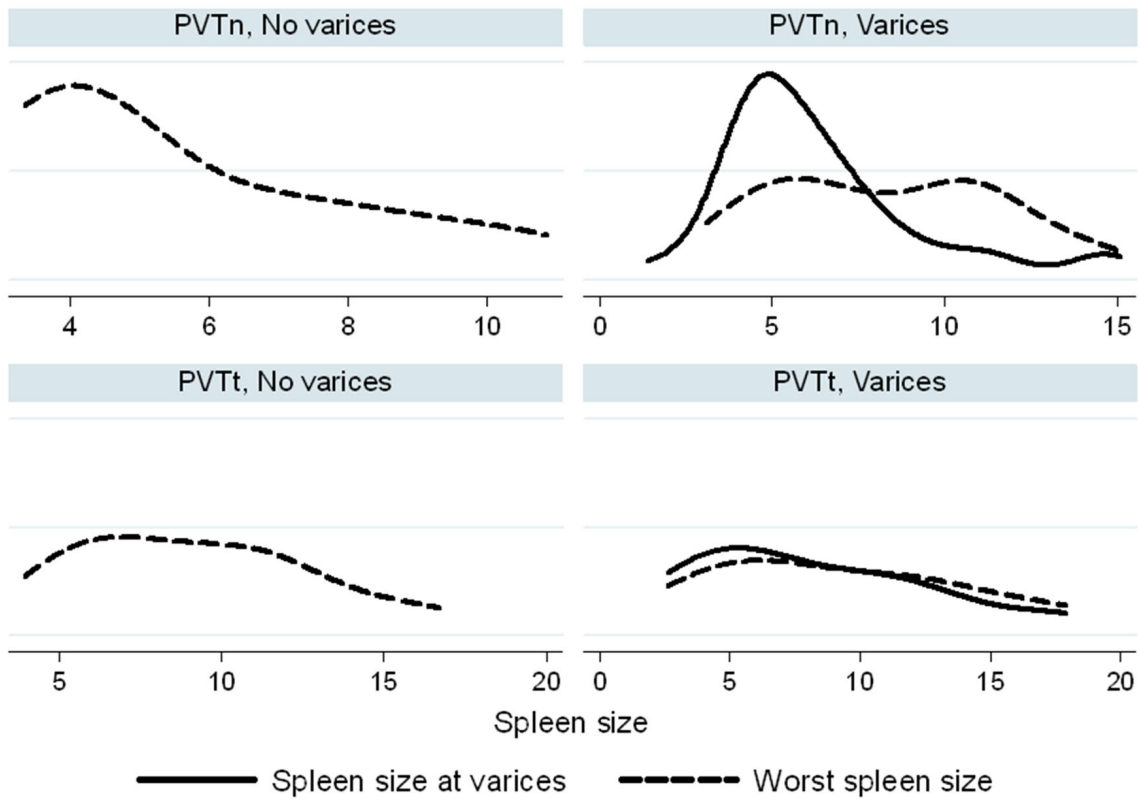 PVTn, No varices
PVTn, Varices
4 6 8 10
0 5 10 15
PVTt, No varices
PVTt, Varices
5 10 15 20
0 5 10 15 20
Spleen size
Spleen size at varices
Worst spleen size